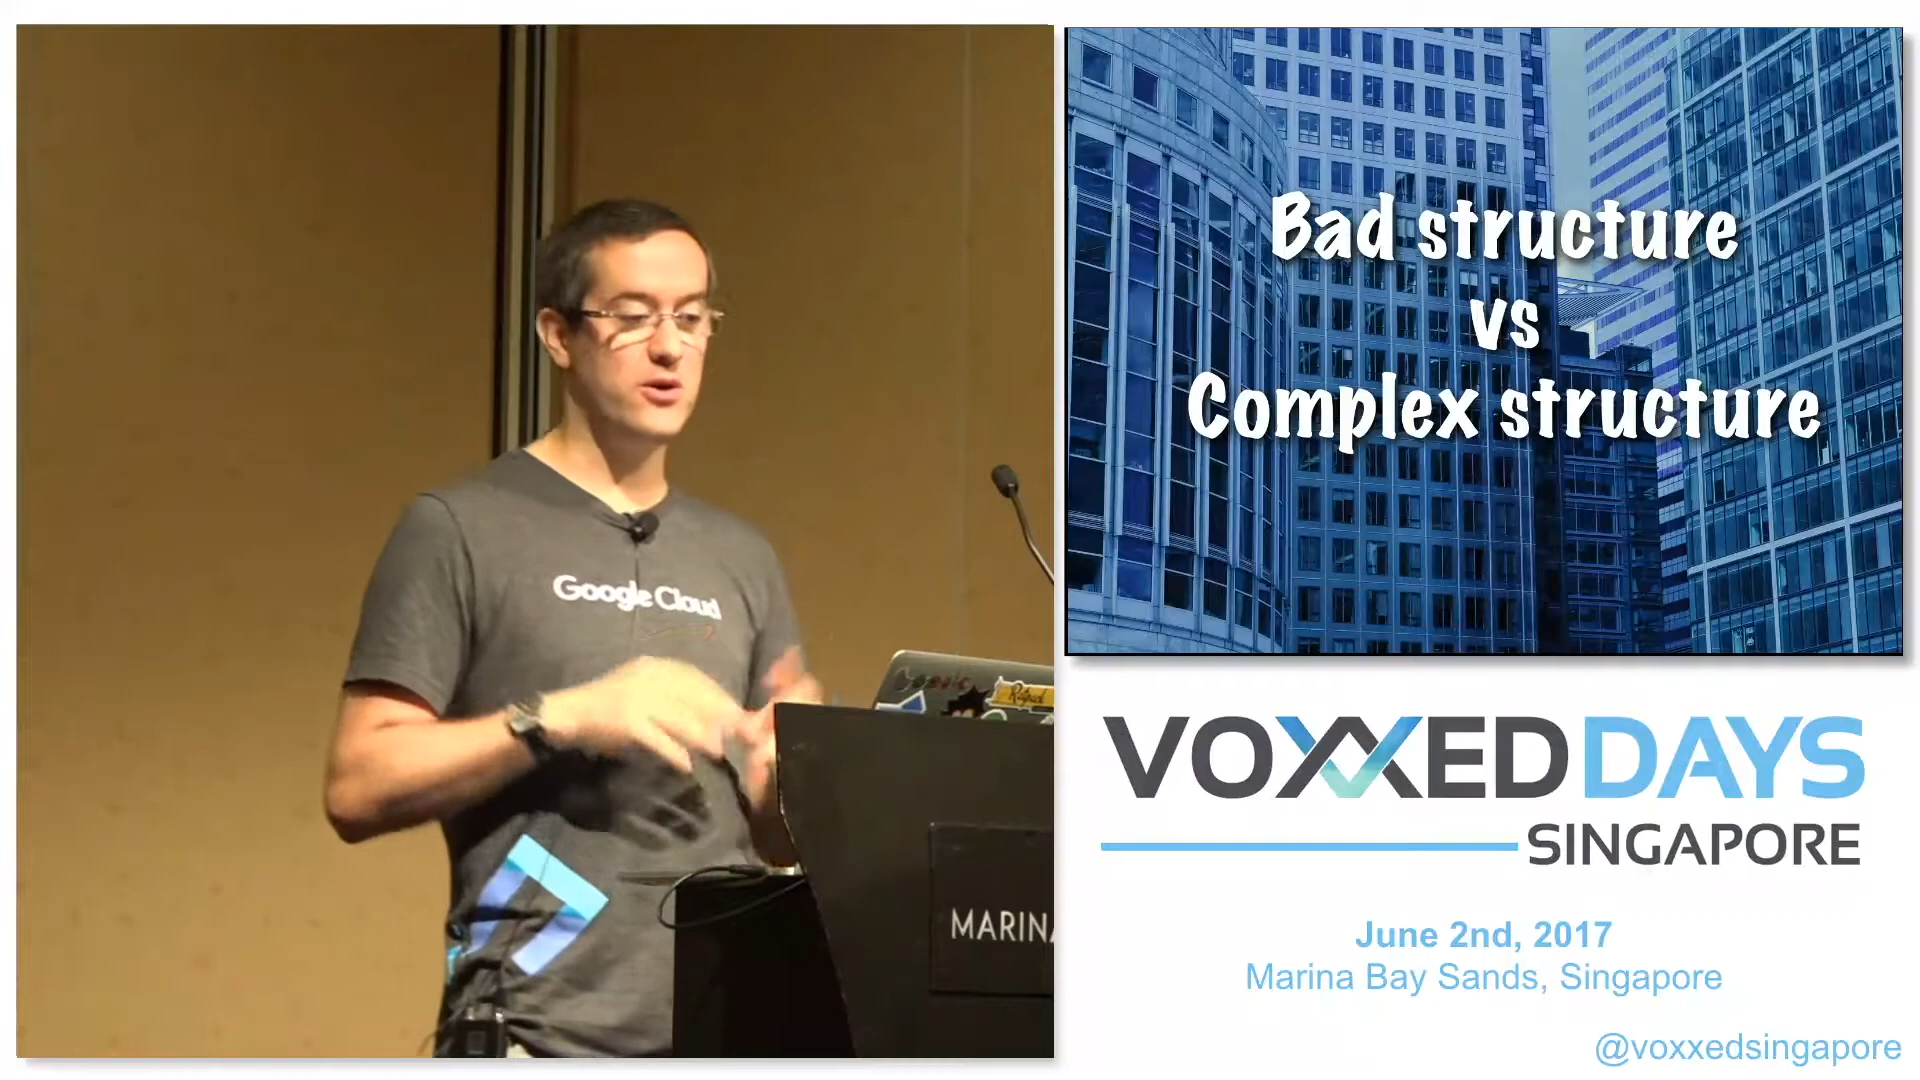 Bad structure
vs
Complex structure
Google Cloud
MARINA
VOXXED DAYS
SINGAPORE
June 2nd, 2017
Marina Bay Sands, Singapore
@voxxedsingapore